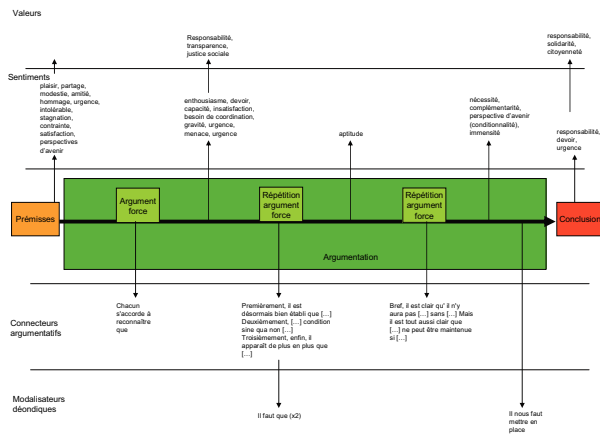 Valeurs
Responsabilité,
transparence,
justice sociale
responsabilité,
solidarité,
citoyenneté
Sentiments
plaisir, partage,
modestie, amitié,
hommage, urgence,
intolérable,
stagnation,
contrainte,
satisfaction,
perspectives
d'avenir
enthousiasme, devoir,
capacité, insatisfaction,
besoin de coordination,
gravité, urgence,
menace, urgence
aptitude
nécessité,
complémentarité,
perspective d'avenir
(conditionnalité),
immensité
responsabilité,
devoir,
urgence
Prémisses
Argument
force
Répétition
argument
force
Rèpétition
argument
force
Conclusion
Argumentation
Connecteurs
argumentatifs
Chacun
s'accorde à
reconnaître
que
Premièrement, il est
désormais bien établi que [...]
Deuxièmement, [...] condition
sine qua non [...]
Troisièmement, enfin, il
apparaît de plus en plus que
[...]
Bref, il est clair qu' il n'y
aura pas [...] sans [...] Mais
il est tout aussi clair que
[...] ne peut être maintenue
si [...]
Modalisateurs
déondiques
Il faut que (x2)
Il nous faut
mettre en
place